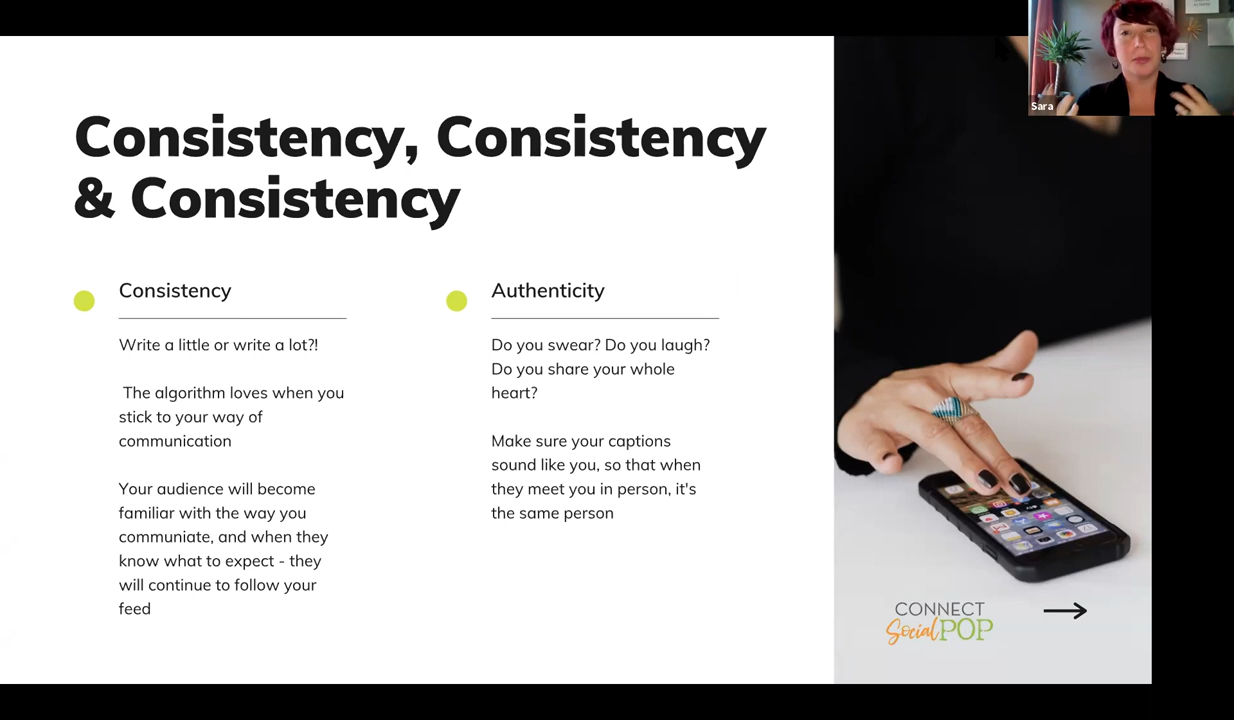 Sara
Consistency, Consistency
& Consistency
Consistency
Write a little or write a lot?!
The algorithm loves when you
stick to your way of
communication
Your audience will become
familiar with the way you
communiate, and when they
know what to expect - they
will continue to follow your
feed
Authenticity
Do you swear? Do you laugh?
Do you share your whole
heart?
Make sure your captions
sound like you, so that when
they meet you in person, it's
the same person
CONNECT
Social POP